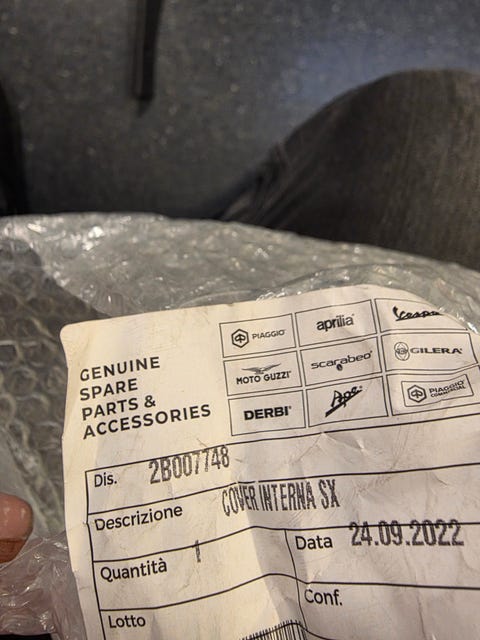 GENUINE
SPARE
PARTS &
ACCESSORIES
PIAGGIO
aprilia
Vespa
MOTO GUZZI
scarabeo
GILERA
DERBI
Ape
PIAGGIO
COMMERCIAL
Dis. 2B007748
Descrizione COVER INTERNA SX
Quantità 1
Data 24.09.2022
Lotto
Conf.